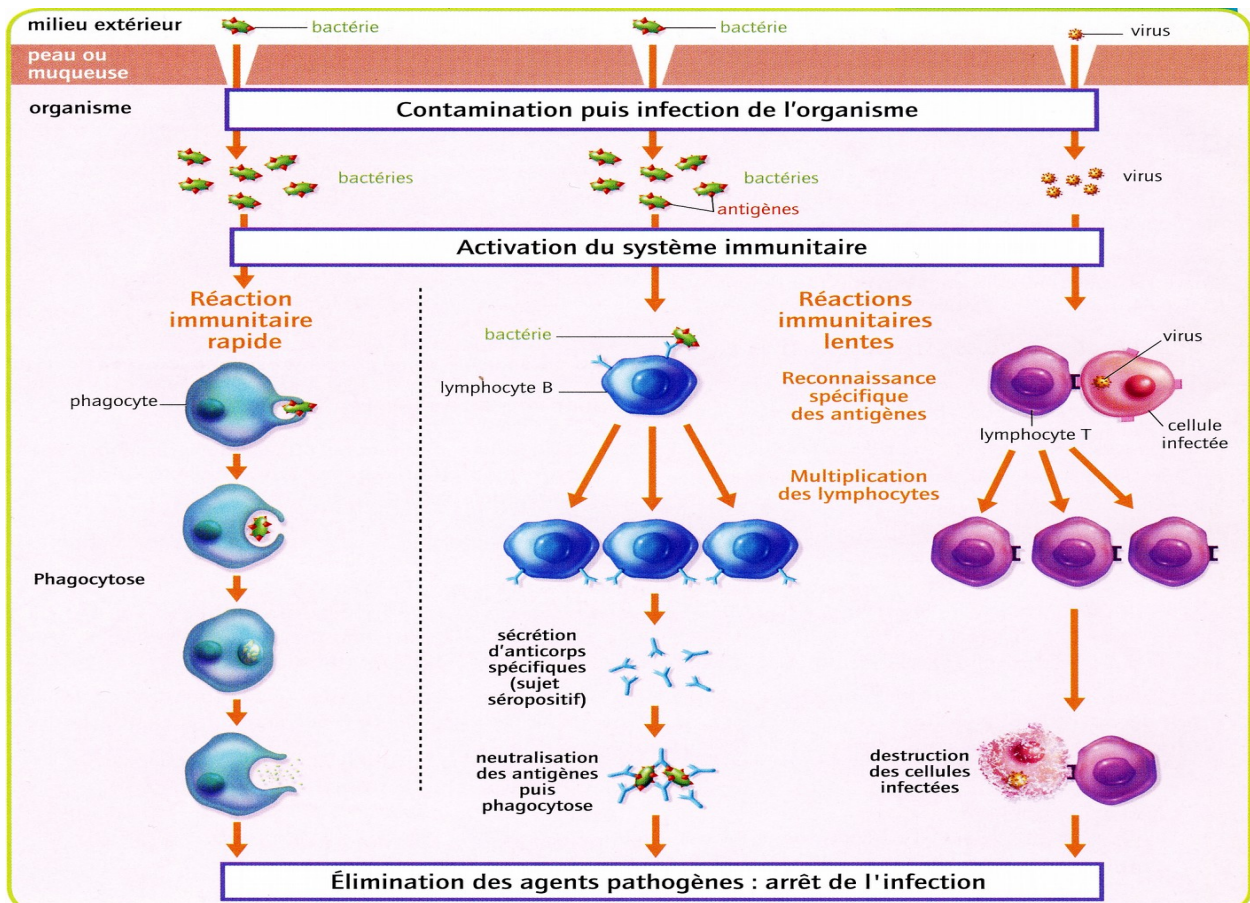 milieu extérieur
bactérie
bactérie
virus
peau ou
muqueuse
organisme
Contamination puis infection de l'organisme
bactéries
bactéries
antigènes
virus
Activation du système immunitaire
Réaction
immunitaire
rapide
Réactions
immunitaires
lentes
bactérie
virus
phagocyte
lymphocyte B
Reconnaissance
spécifique
des antigènes
lymphocyte T
cellule
infectée
Multiplication
des lymphocytes
Phagocytose
sécrétion
d'anticorps
spécifiques
(sujet
séropositif)
neutralisation
des antigènes
puis
phagocytose
destruction
des cellules
infectées
Élimination des agents pathogènes : arrêt de l'infection